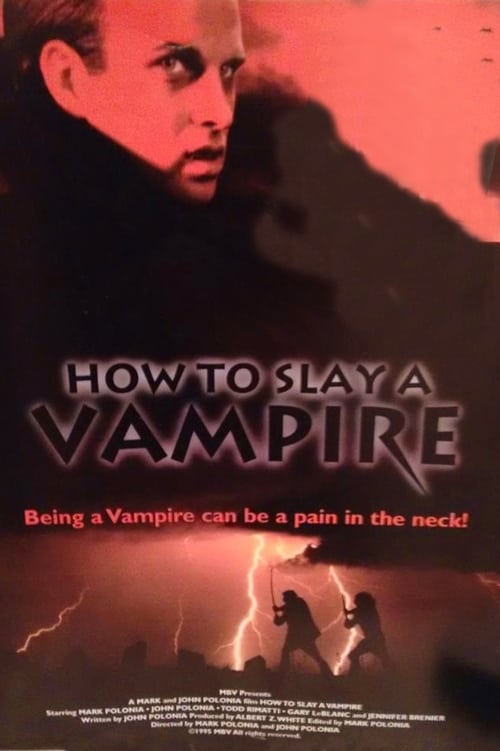 HOW TO SLAY A
VAMPIRE
Being a Vampire can be a pain in the neck!
MBV Presents
A MARK and JOHN POLONIA film HOW TO SLAY A VAMPIRE
Starring MARK POLONIA • JOHN POLONIA • TODD RIMATTI • GARY LeBLANC and JENNIFER BRENIER
Written by JOHN POLONIA Produced by ALBERT Z. WHITE Edited by MARK POLONIA
Directed by MARK POLONIA and JOHN POLONIA
©1995 MBV All rights reserved.